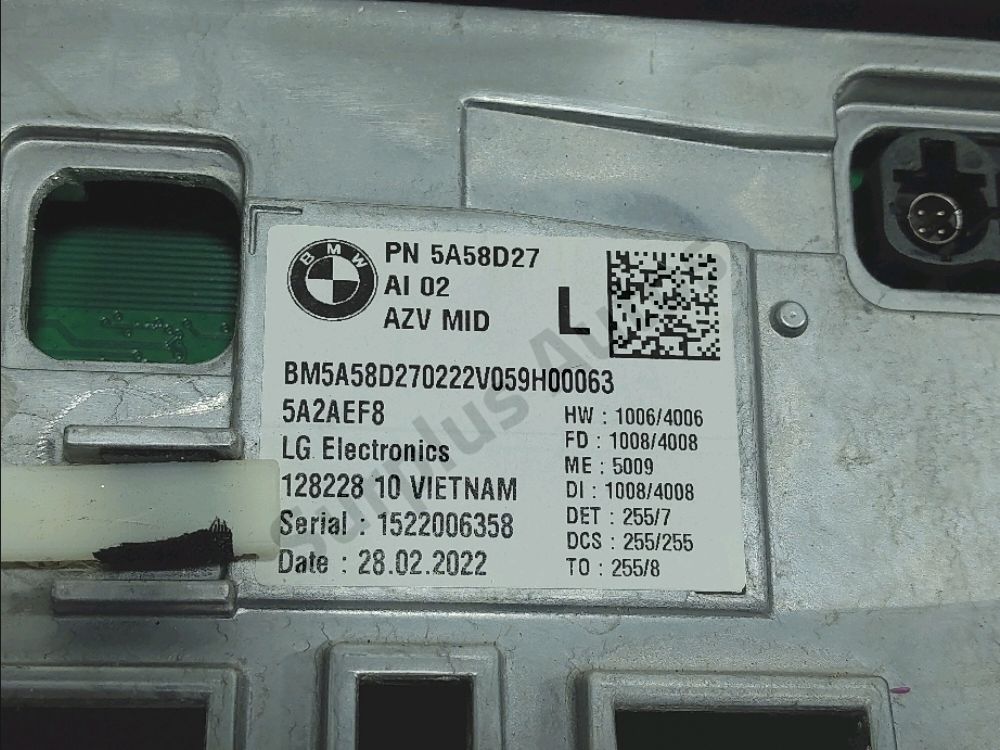 BMW
PN 5A58D27
AI 02
AZV MID
L
BM5A58D270222V059H00063
5A2AEF8
LG Electronics
128228 10 VIETNAM
Serial : 1522006358
Date : 28.02.2022
HW : 1006/4006
FD : 1008/4008
ME : 5009
DI : 1008/4008
DET : 255/7
DCS : 255/255
TO : 255/8
Surplus Autos